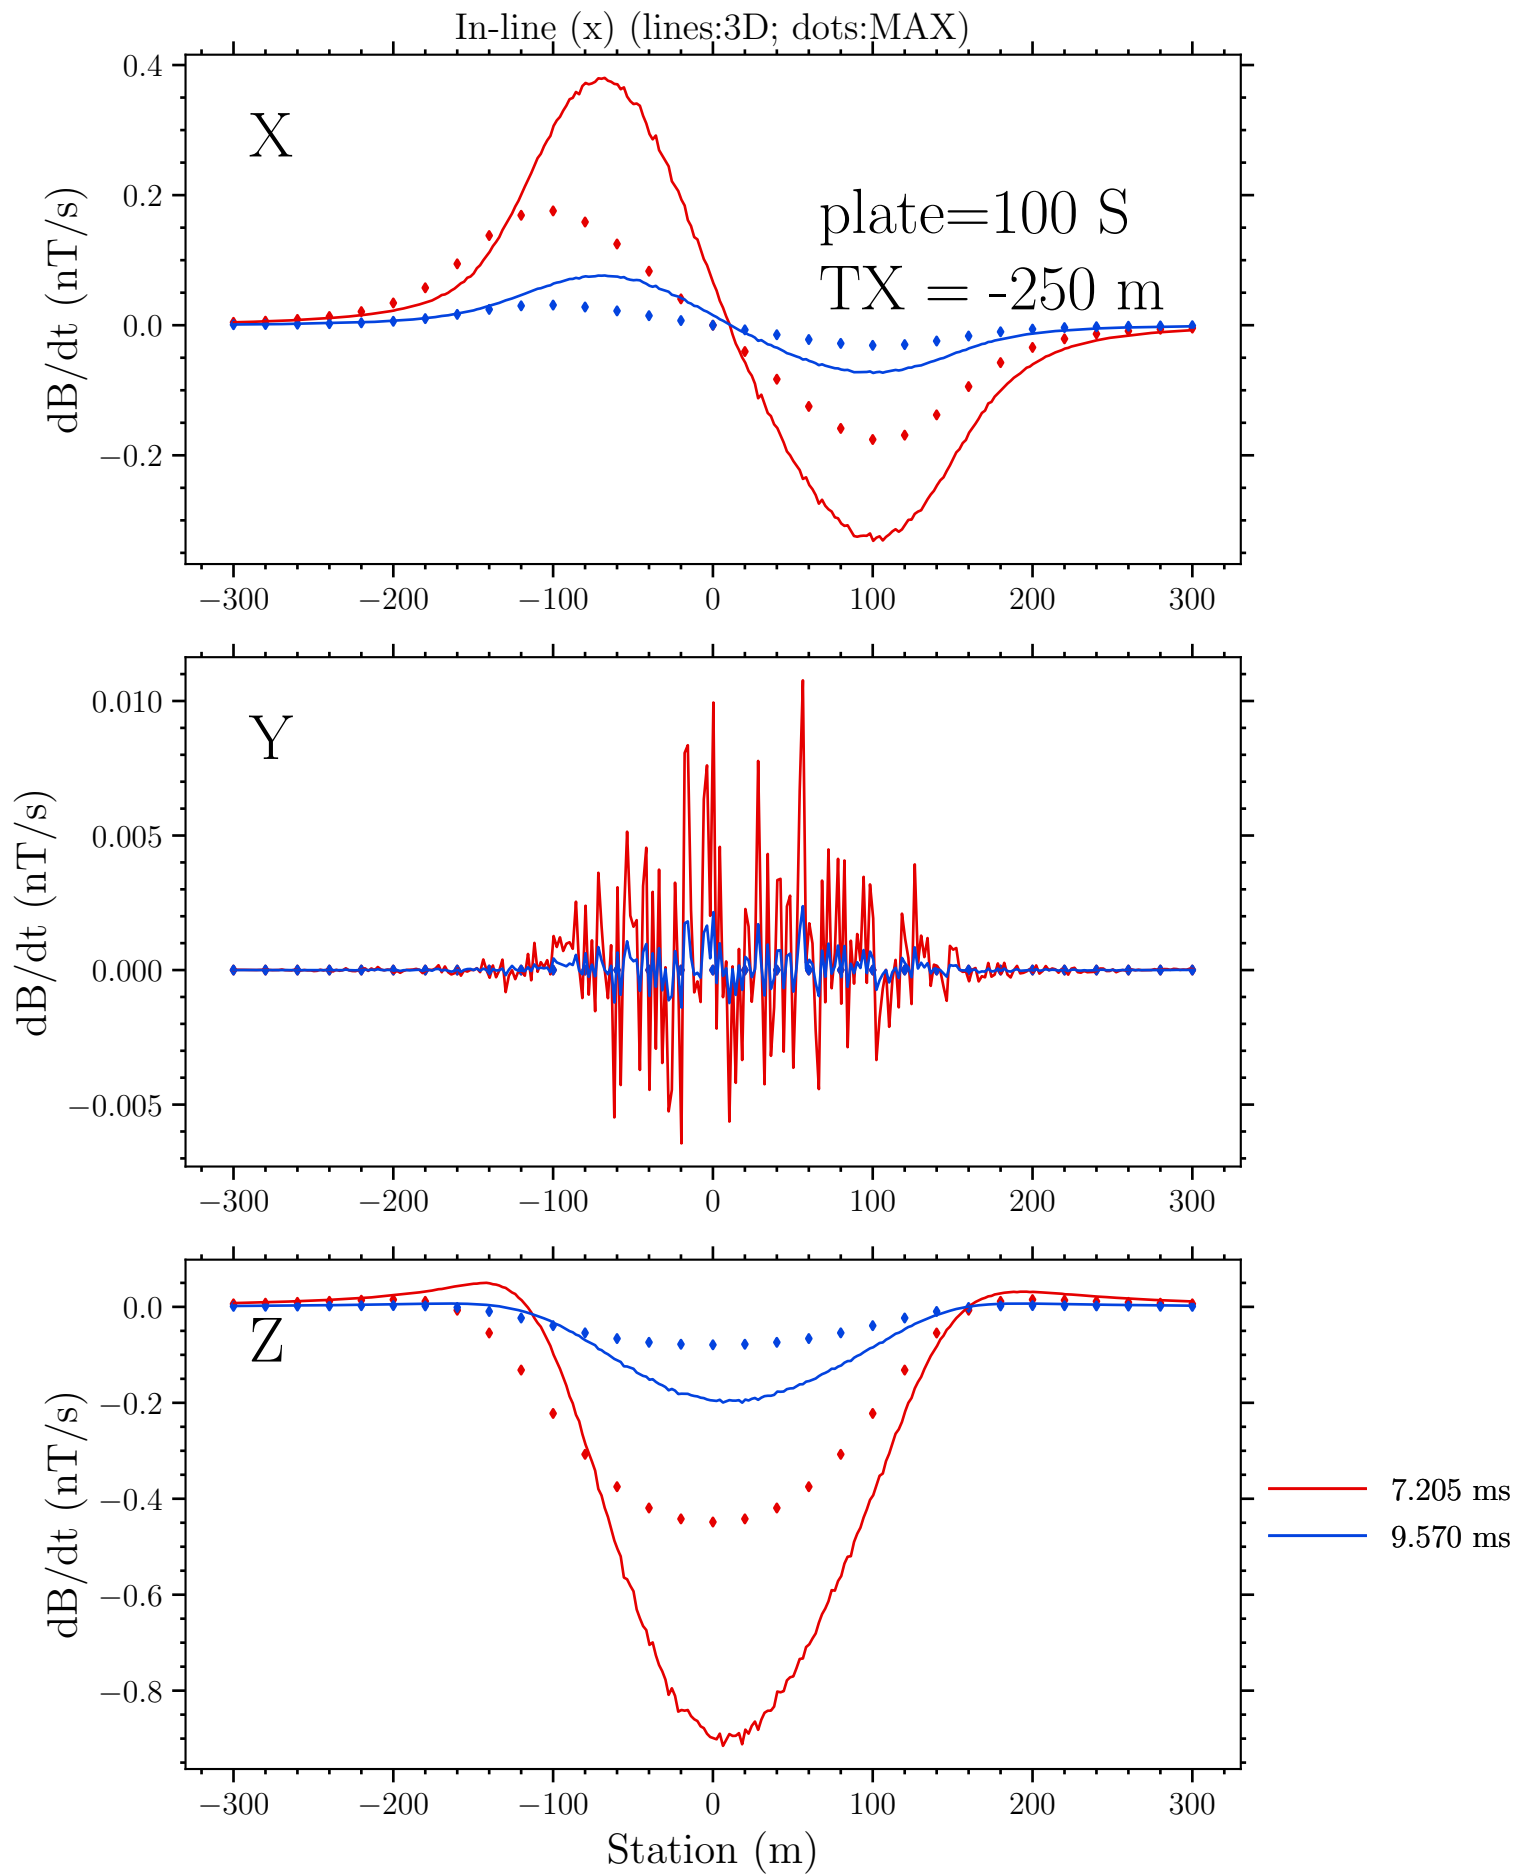 In-line (x) (lines:3D; dots:MAX)
0.4
0.2
0.0
−0.2
dB/dt (nT/s)
X
plate=100 S
TX = -250 m
−300 −200 −100 0 100 200 300
0.010
0.005
0.000
−0.005
dB/dt (nT/s)
Y
−300 −200 −100 0 100 200 300
0.0
−0.2
−0.4
−0.6
−0.8
dB/dt (nT/s)
Z
−300 −200 −100 0 100 200 300
Station (m)
7.205 ms
9.570 ms